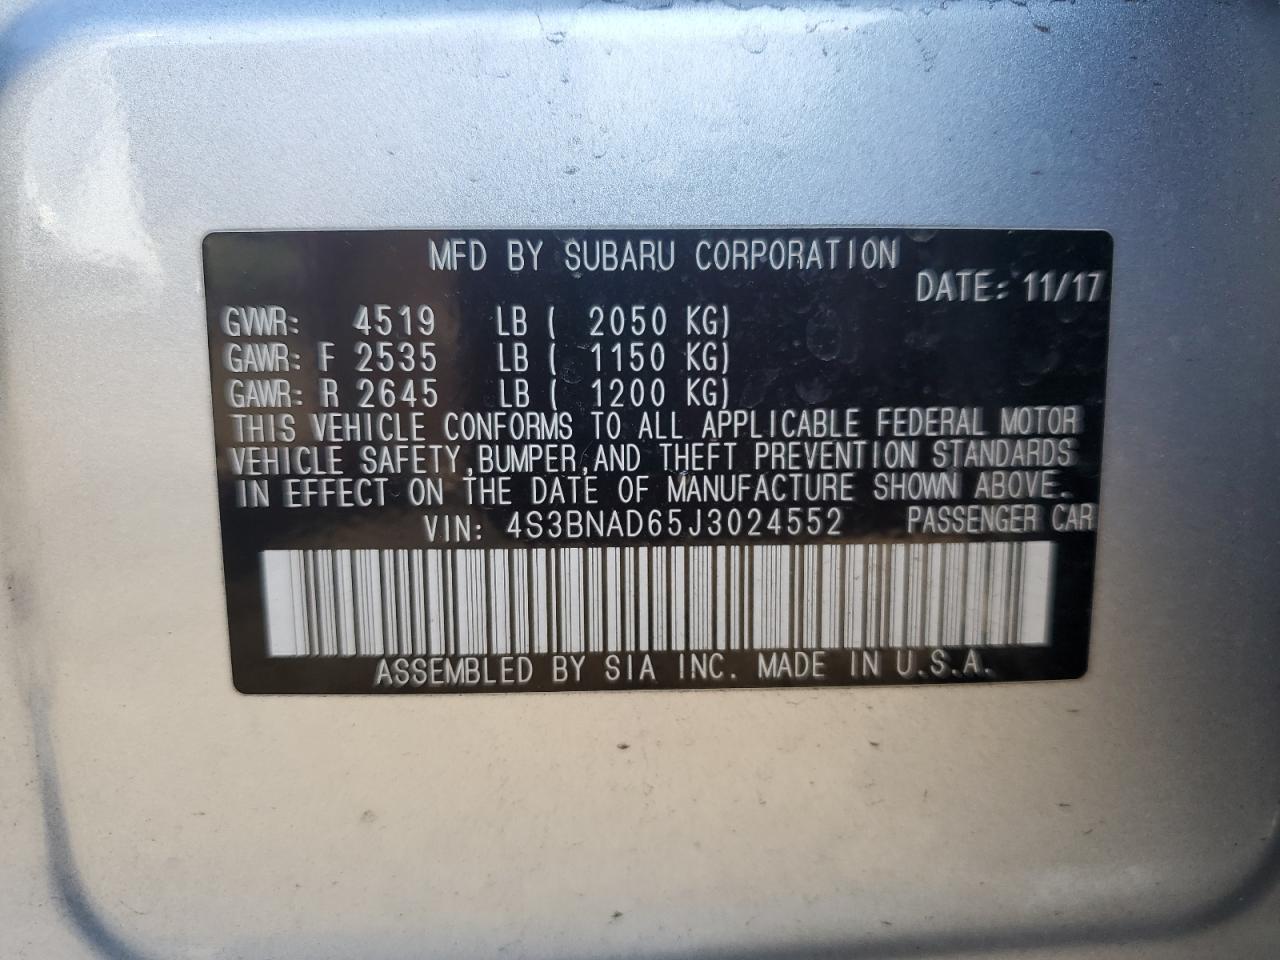 MFD BY SUBARU CORPORATION
DATE: 11/17
GVWR: 4519 LB ( 2050 KG)
GAWR: F 2535 LB ( 1150 KG)
GAWR: R 2645 LB ( 1200 KG)
THIS VEHICLE CONFORMS TO ALL APPLICABLE FEDERAL MOTOR
VEHICLE SAFETY,BUMPER,AND THEFT PREVENTION STANDARDS
IN EFFECT ON THE DATE OF MANUFACTURE SHOWN ABOVE.
VIN: 4S3BNAD65J3024552 PASSENGER CAR
ASSEMBLED BY SIA INC. MADE IN U.S.A.